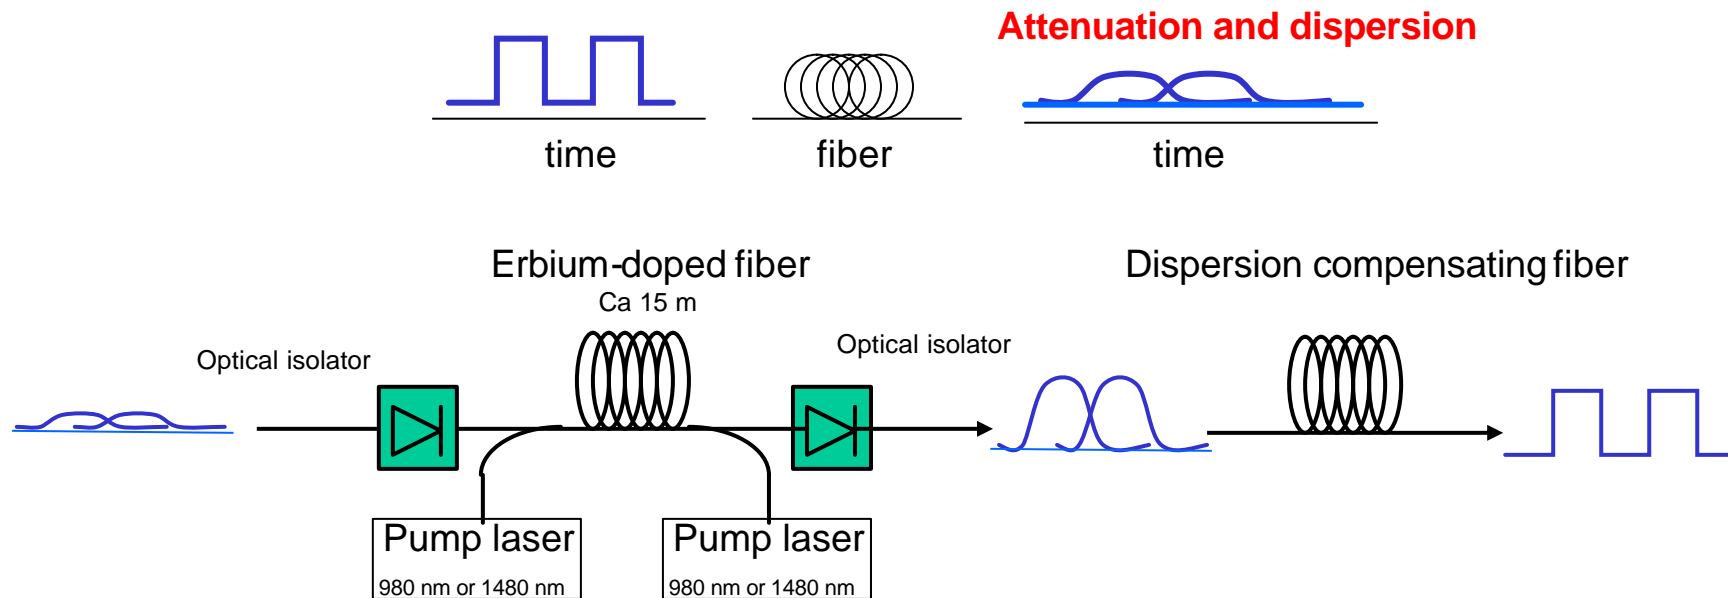 Attenuation and dispersion
time
fiber
time
Erbium-doped fiber
Ca 15 m
Dispersion compensating fiber
Optical isolator
Optical isolator
Pump laser
980 nm or 1480 nm
Pump laser
980 nm or 1480 nm